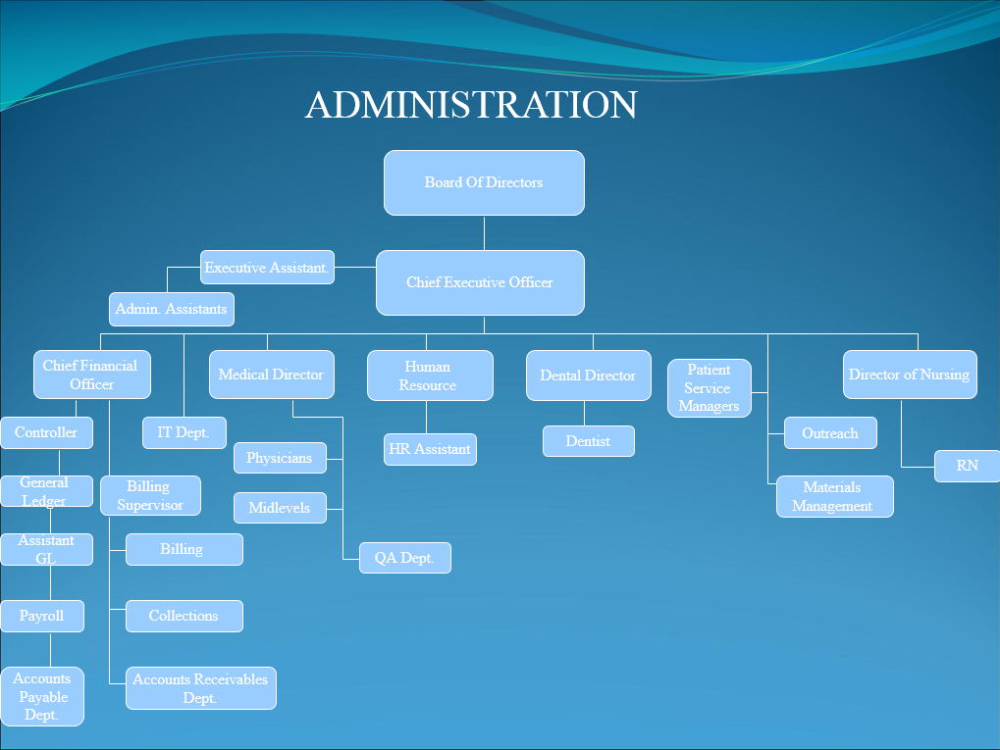 ADMINISTRATION
Board Of Directors
Executive Assistant.
Chief Executive Officer
Admin. Assistants
Chief Financial
Officer
Medical Director
Human
Resource
Dental Director
Patient
Service
Managers
Director of Nursing
Controller
IT Dept.
Physicians
HR Assistant
Dentist
Outreach
RN
General
Ledger
Billing
Supervisor
Midlevels
Materials
Management
Assistant
GL
Billing
QA Dept.
Payroll
Collections
Accounts
Payable
Dept.
Accounts Receivables
Dept.